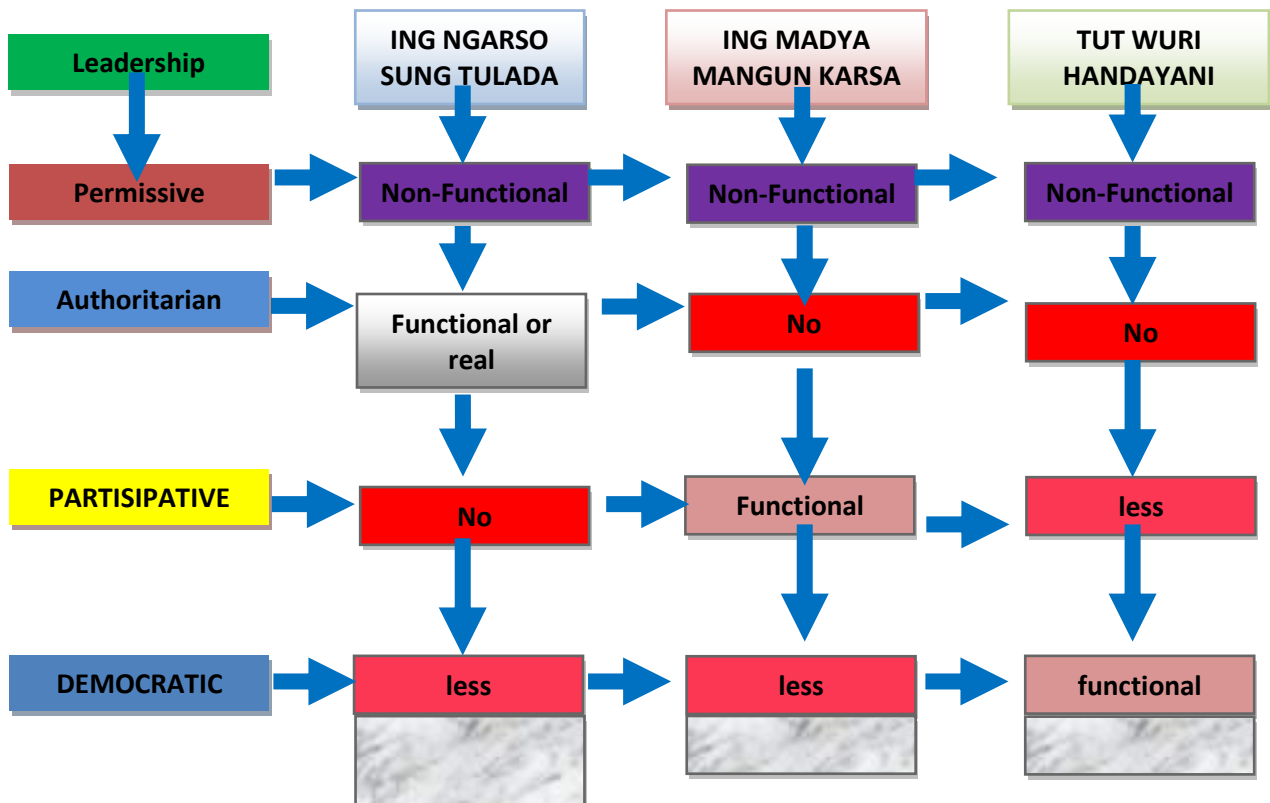 Leadership
ING NGARSO
SUNG TULADA
ING MADYA
MANGUN KARSA
TUT WURI
HANDAYANI
Permissive
Non-Functional
Non-Functional
Non-Functional
Authoritarian
Functional or
real
No
No
PARTISIPATIVE
No
Functional
less
DEMOCRATIC
less
less
functional